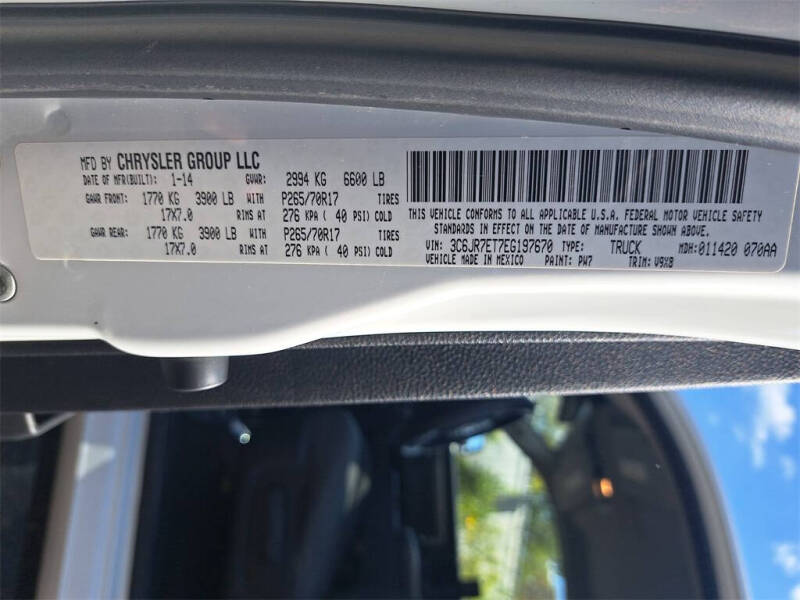 MFD BY CHRYSLER GROUP LLC
DATE OF MFR(BUILT): 1-14 GVWR: 2994 KG 6600 LB
GAWR FRONT: 1770 KG 3900 LB WITH P265/70R17 TIRES
17X7.0 RIMS AT 276 KPA ( 40 PSI) COLD
GAWR REAR: 1770 KG 3900 LB WITH P265/70R17 TIRES
17X7.0 RIMS AT 276 KPA ( 40 PSI) COLD
THIS VEHICLE CONFORMS TO ALL APPLICABLE U.S.A. FEDERAL MOTOR VEHICLE SAFETY
STANDARDS IN EFFECT ON THE DATE OF MANUFACTURE SHOWN ABOVE.
VIN: 3C6JR7ET7EG197670 TYPE: TRUCK MDH:011420 070AA
VEHICLE MADE IN MEXICO PAINT: PW7 TRIM: V9X8